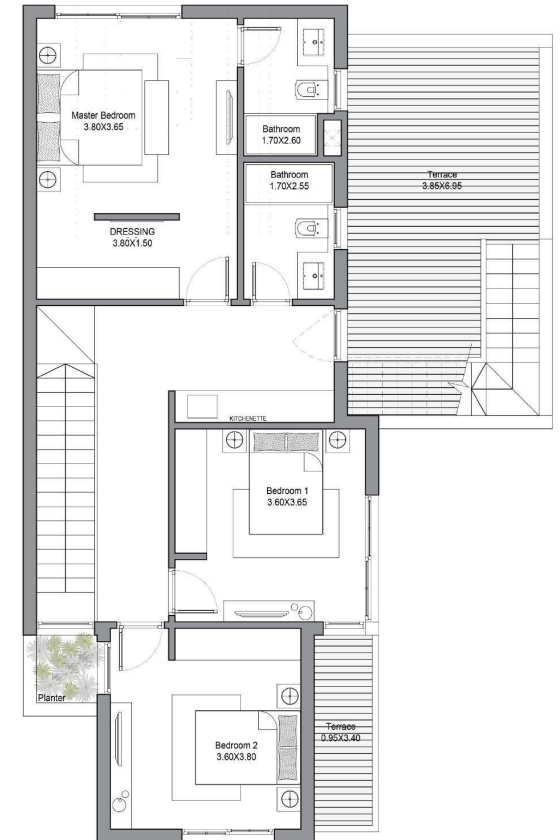 Master Bedroom
3.80X3.65
Bathroom
1.70X2.60
Bathroom
1.70X2.55
Terrace
3.85X6.95
DRESSING
3.80X1.50
KITCHENETTE
Bedroom 1
3.60X3.65
Planter
Bedroom 2
3.60X3.80
Terrace
0.95X3.40